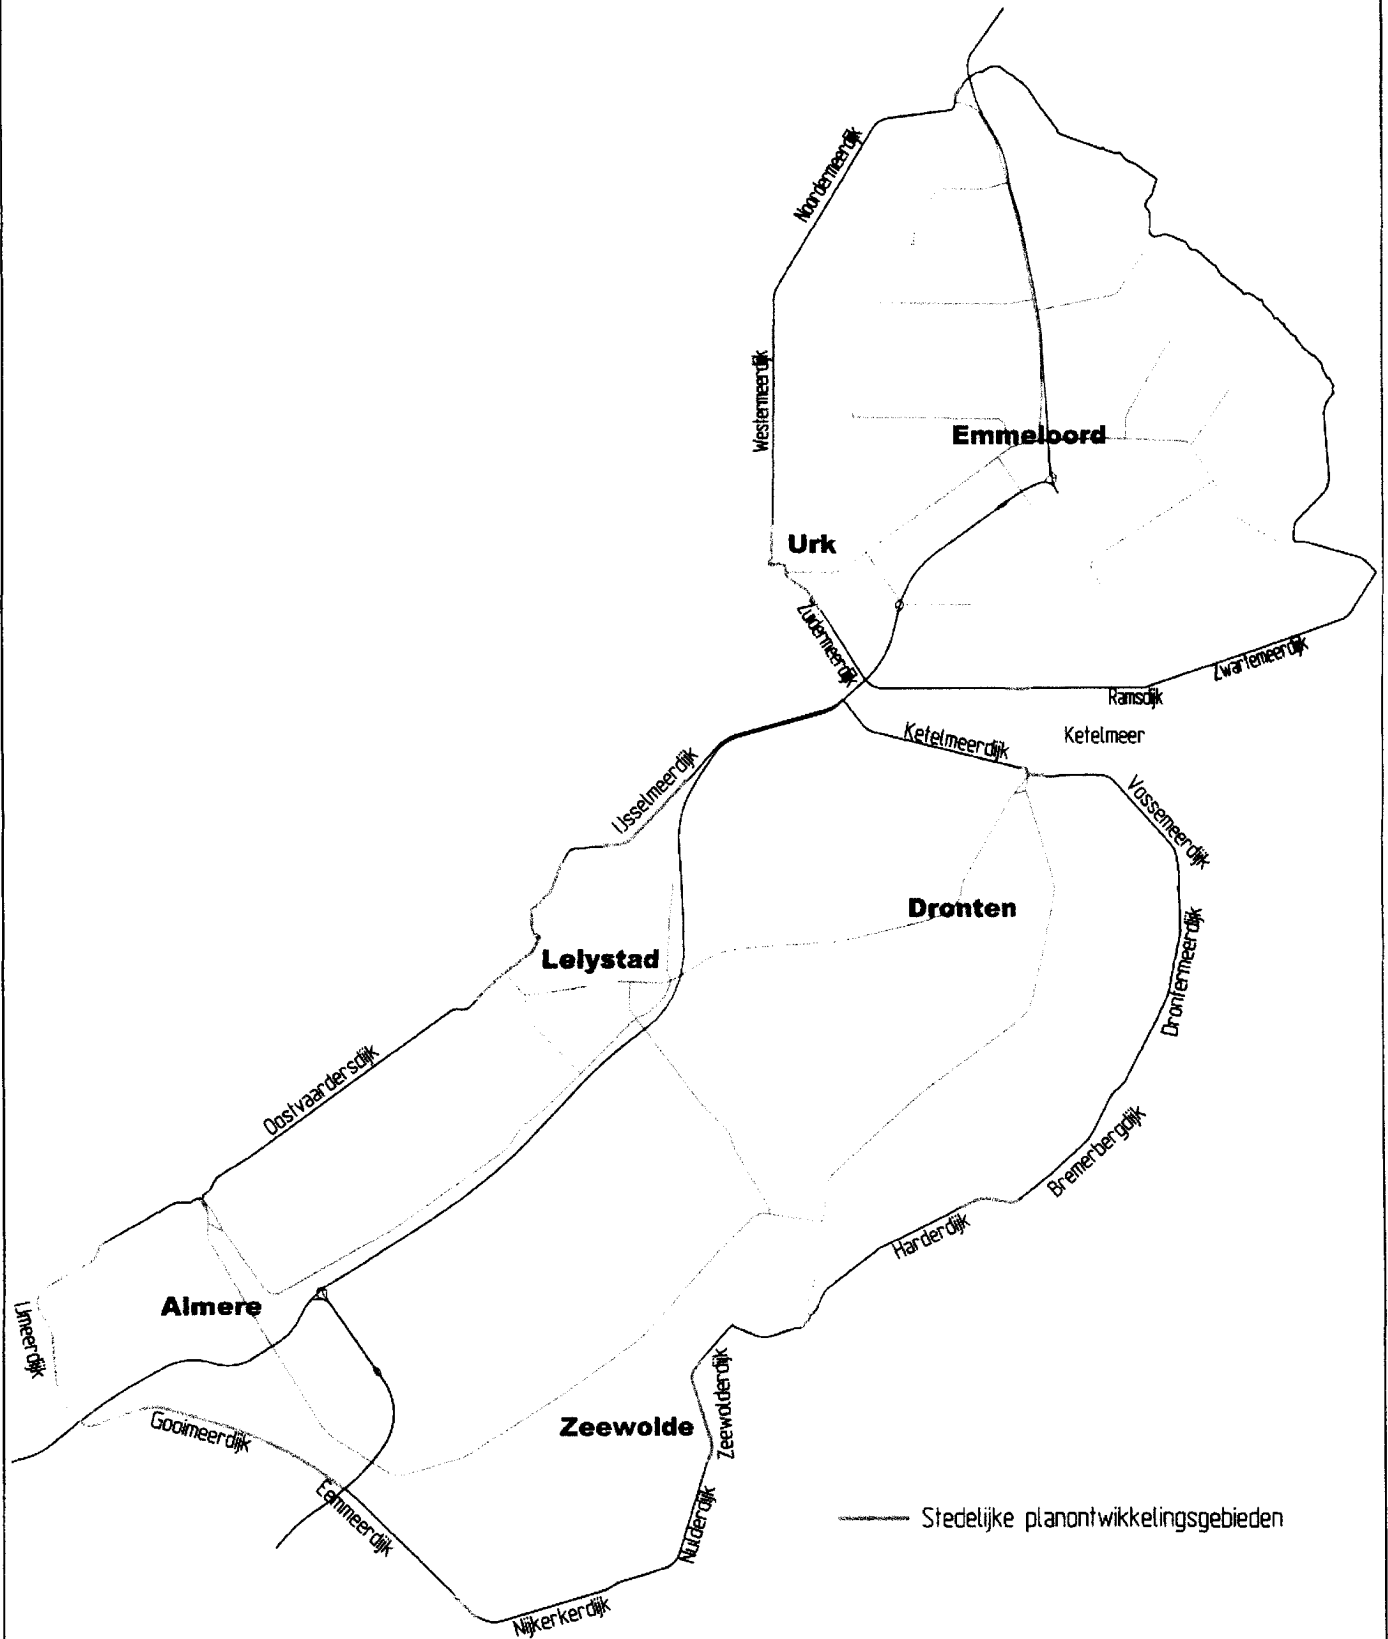 Noordermeerdijk
Westermeerdijk
Emmeloord
Urk
Zuidermeerdijk
Zwartemeerdijk
Ramsdijk
Ketelmeerdijk
Ketelmeer
IJsselmeerdijk
Vossemeerdijk
Dronten
Drontermeerdijk
Lelystad
Oostvaardersdijk
Bremerbergdijk
Harderdijk
Almere
IJmeerdijk
Zeewolderdijk
Gooimeerdijk
Zeewolde
Eemmeerdijk
Nulderdijk
Stedelijke planontwikkelingsgebieden
Nijkerkerdijk